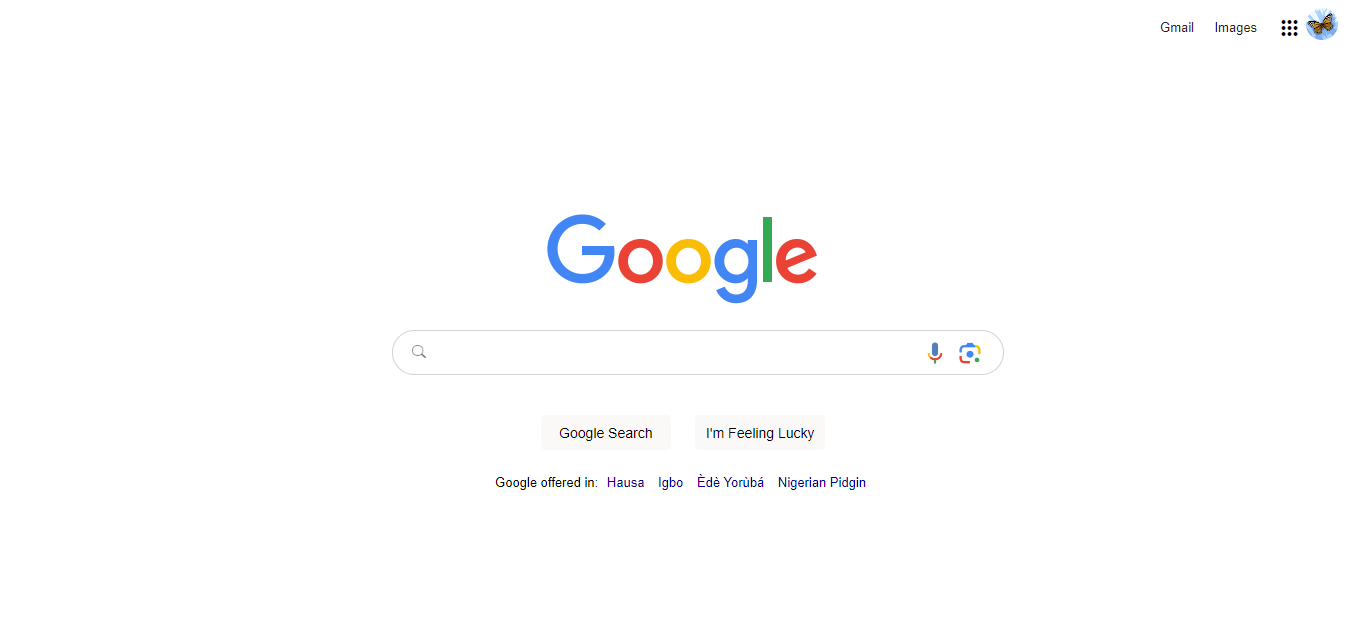 Gmail Images
Google
Google Search I'm Feeling Lucky
Google offered in: Hausa Igbo Èdè Yorùbá Nigerian Pidgin